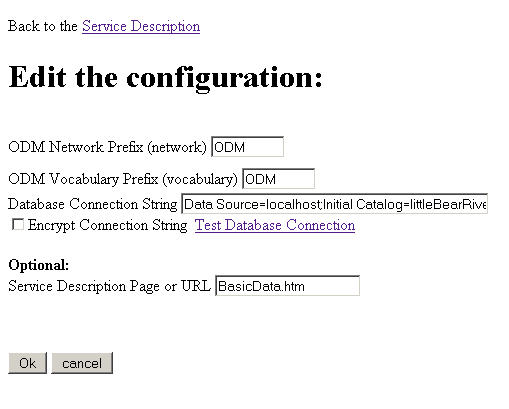 Back to the Service Description
Edit the configuration:
ODM Network Prefix (network) ODM
ODM Vocabulary Prefix (vocabulary) ODM
Database Connection String Data Source=localhost;Initial Catalog=littleBearRive
Encrypt Connection String Test Database Connection
Optional:
Service Description Page or URL BasicData.htm
Ok cancel